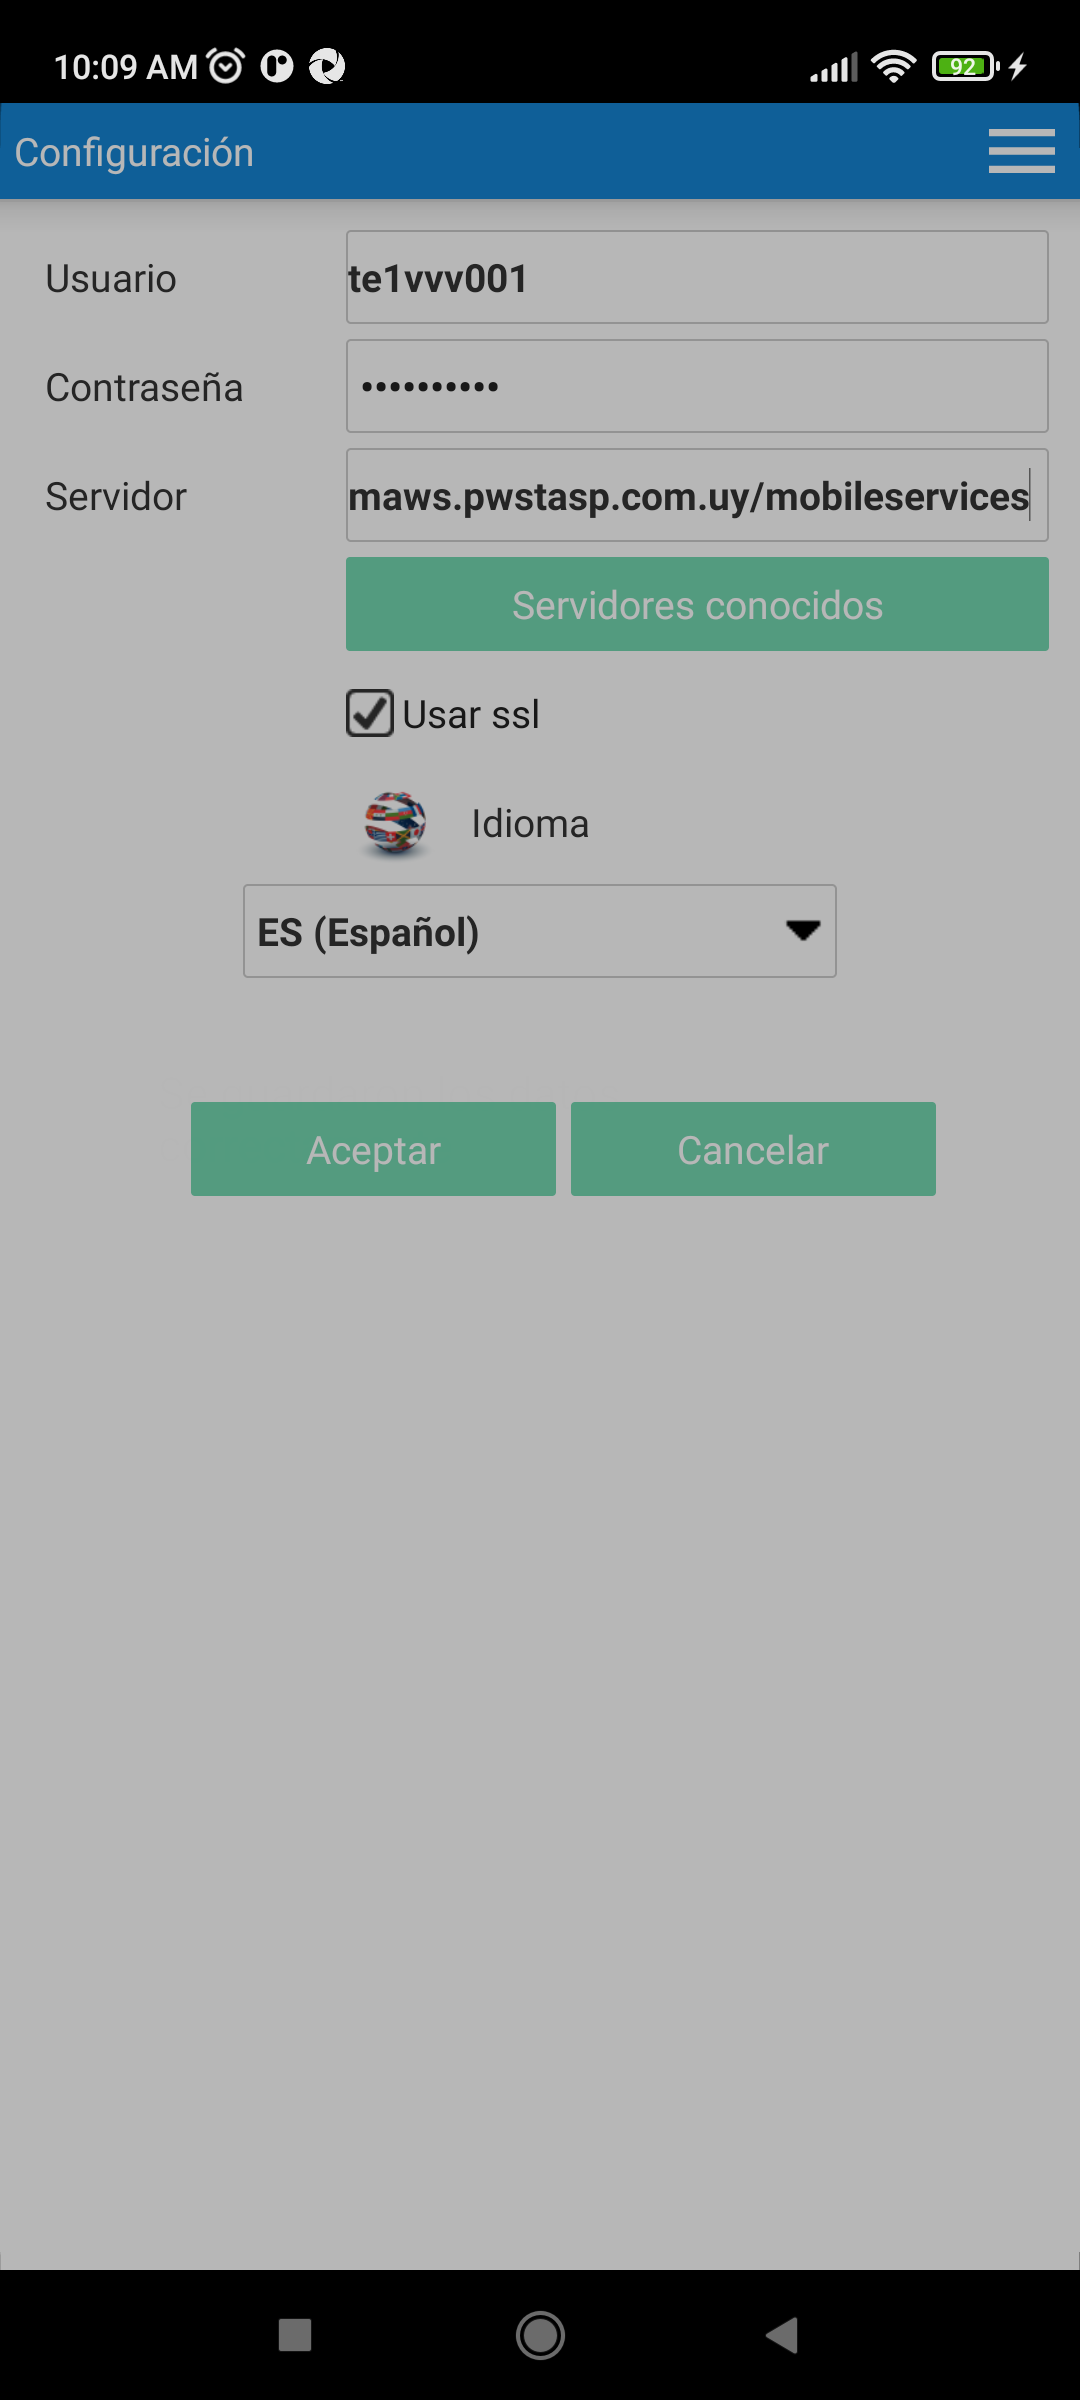 10:09 AM
92
Configuración
Usuario
te1vvv001
Contraseña
••••••••••
Servidor
maws.pwstasp.com.uy/mobileservices
Servidores conocidos
Usar ssl
Idioma
ES (Español)
Aceptar
Cancelar